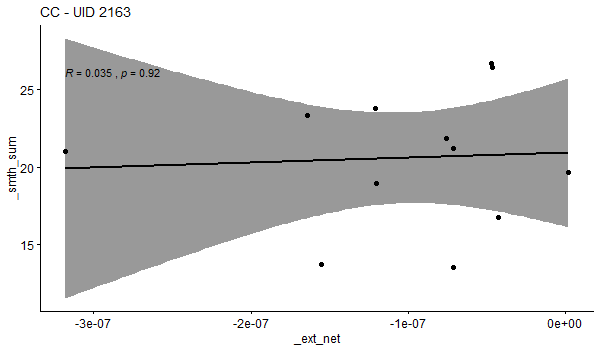 CC - UID 2163
R = 0.035 , p = 0.92
25
20
15
_smth_sum
-3e-07 -2e-07 -1e-07 0e+00
_ext_net